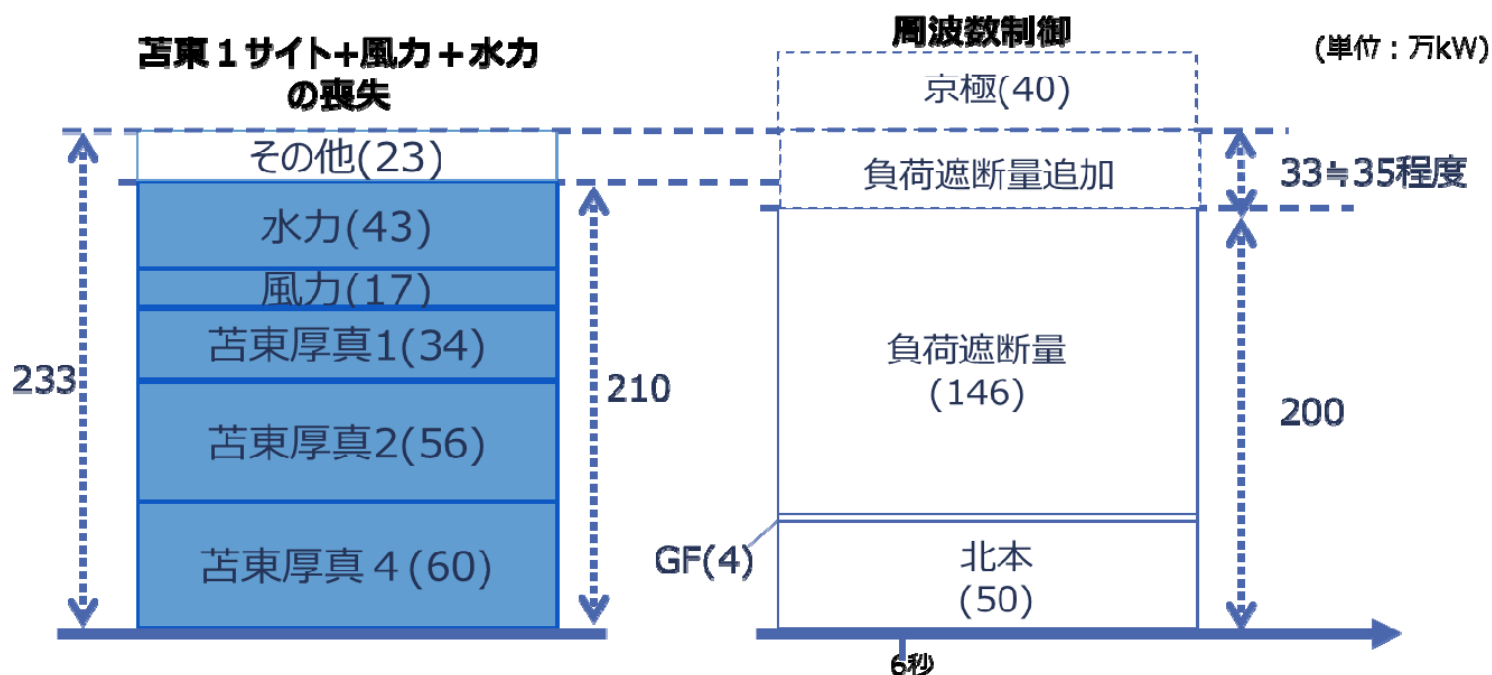 苫東1サイト+風力+水力
の喪失
周波数制御
(単位:万kW)
京極(40)
その他(23)
負荷遮断量追加
33≒35程度
水力(43)
風力(17)
苫東厚真1(34)
苫東厚真2(56)
苫東厚真4(60)
233
210
負荷遮断量
(146)
200
GF(4)
北本
(50)
6秒